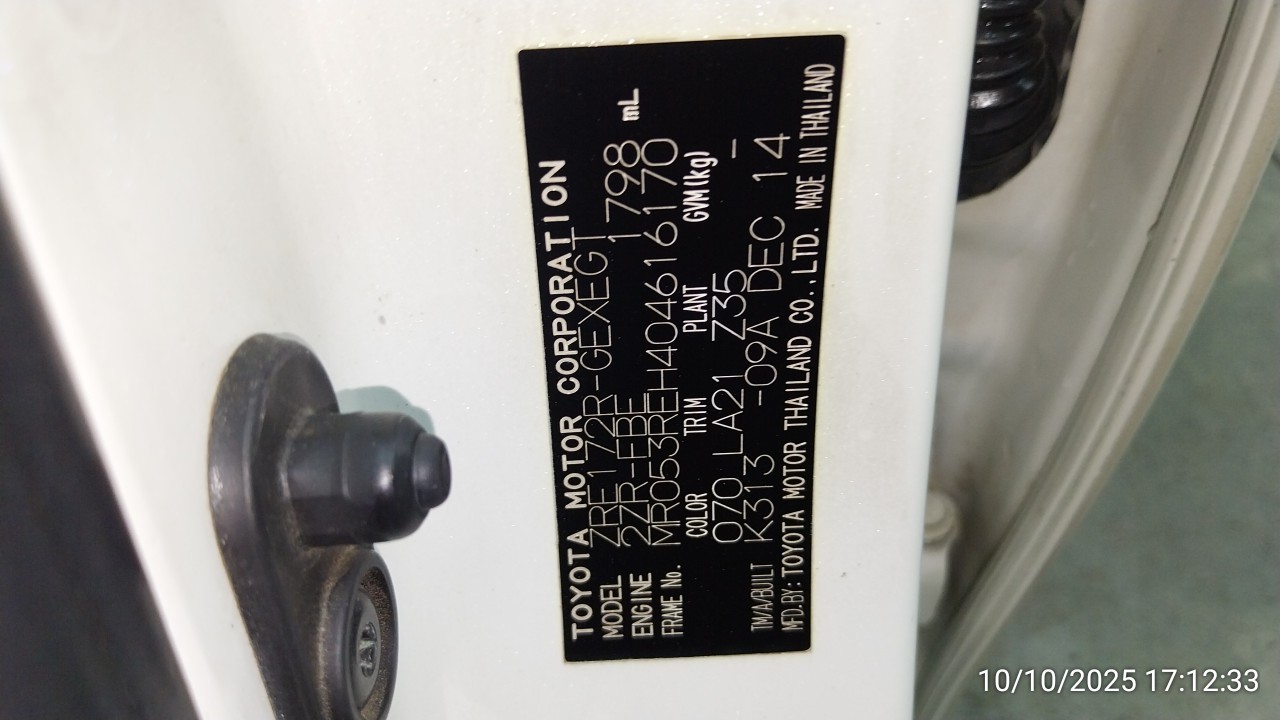 TOYOTA MOTOR CORPORATION
MODEL ZRE172R-GEXEGT
ENGINE 2ZR-FBE 1798 mL
FRAME No. MR053REH404616170
COLOR TRIM PLANT GVM(kg)
070 LA21 Z35 -
TM/A/BUILT K313 -09A DEC 14
MFD.BY: TOYOTA MOTOR THAILAND CO.,LTD. MADE IN THAILAND
10/10/2025 17:12:33